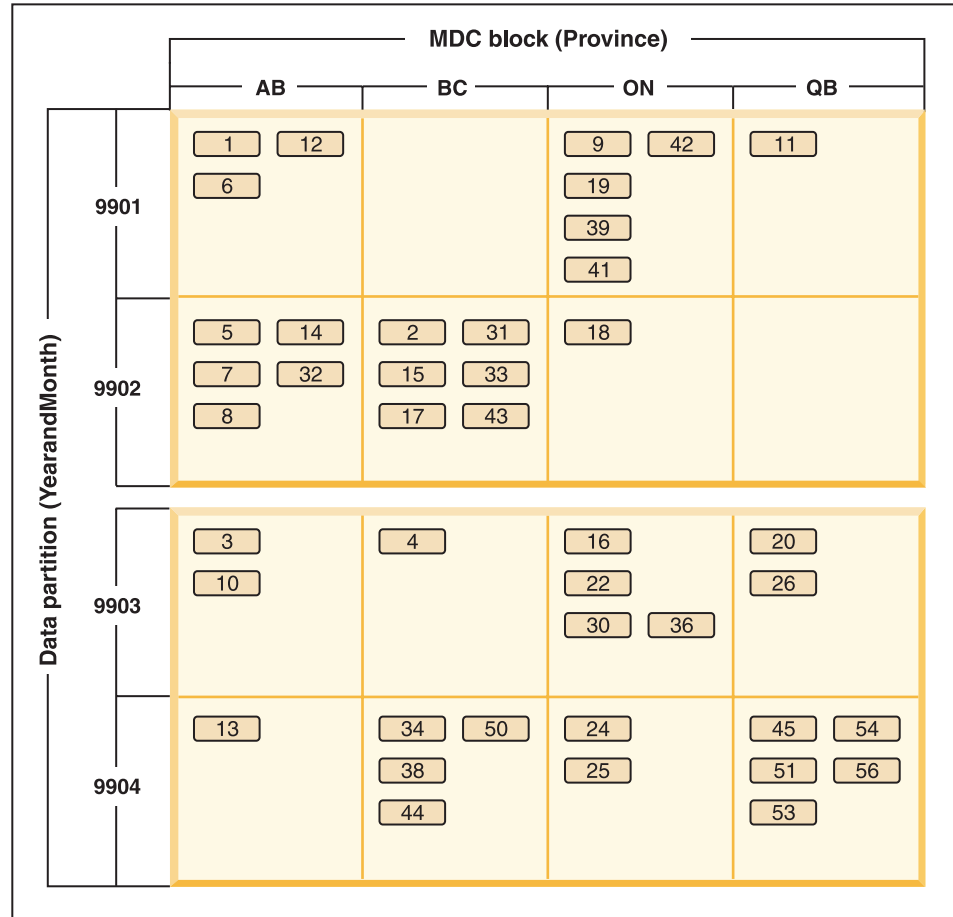 MDC block (Province)
AB BC ON QB
Data partition (YearandMonth)
9901
1 12 9 42 11
6 19
39
41
9902
5 14 2 31 18
7 32 15 33
8 17 43
9903
3 4 16 20
10 22 26
30 36
9904
13 34 50 24 45 54
38 25 51 56
44 53